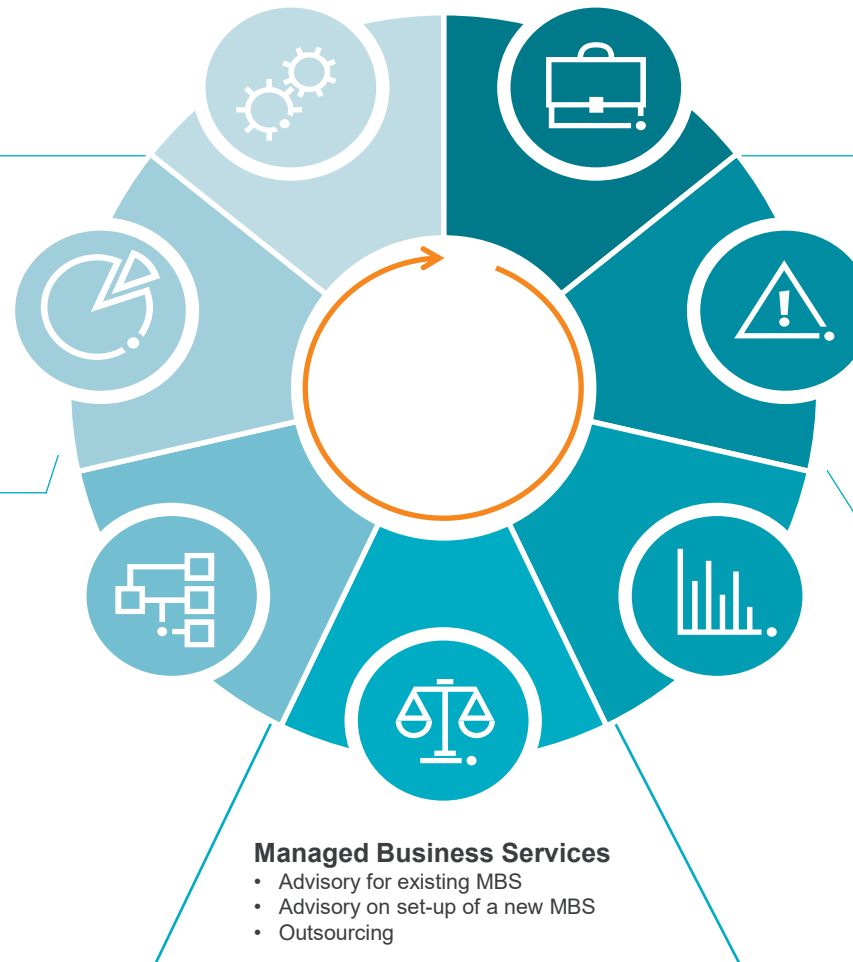 Managed Business Services
• Advisory for existing MBS
• Advisory on set-up of a new MBS
• Outsourcing